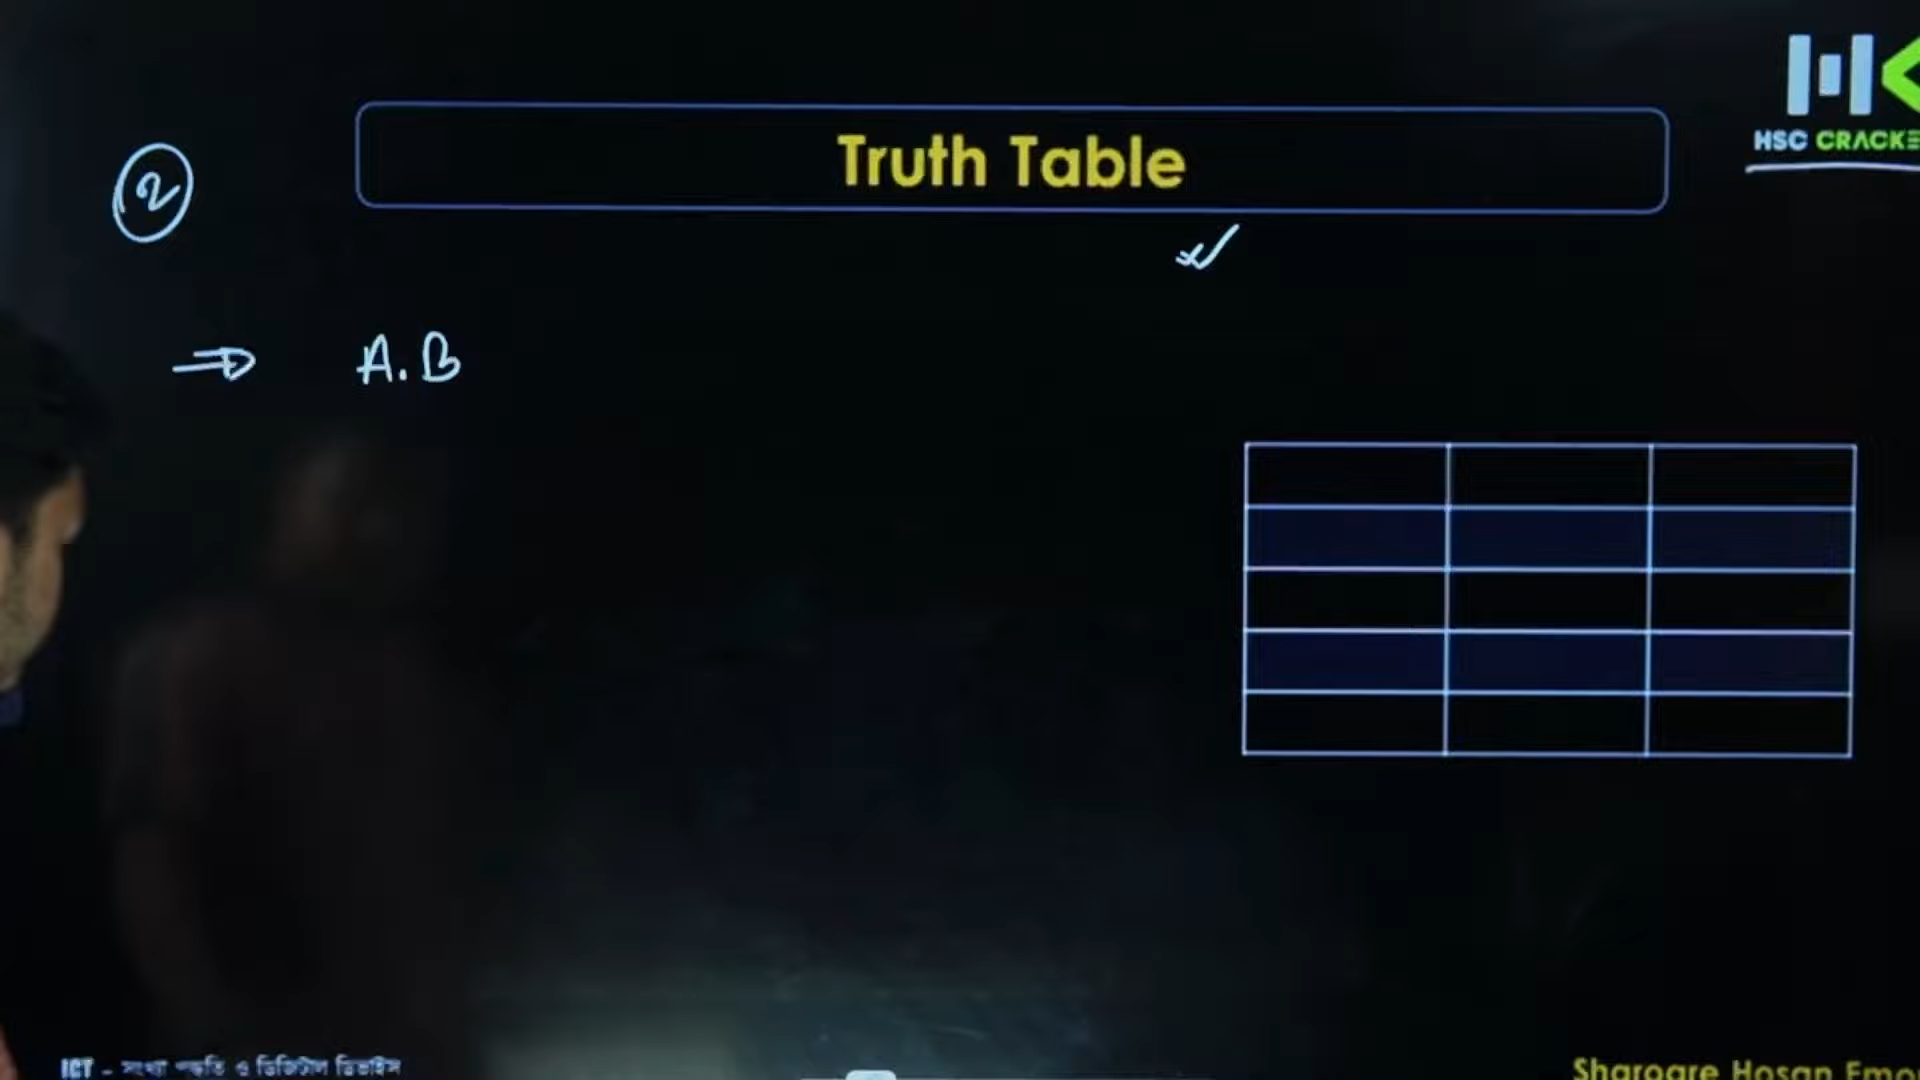 HSC CRACKE
2
Truth Table
A.B
ICT - সংখ্যা পদ্ধতি ও ডিজিটাল ডিভাইস
Sharoare Hosan Emo